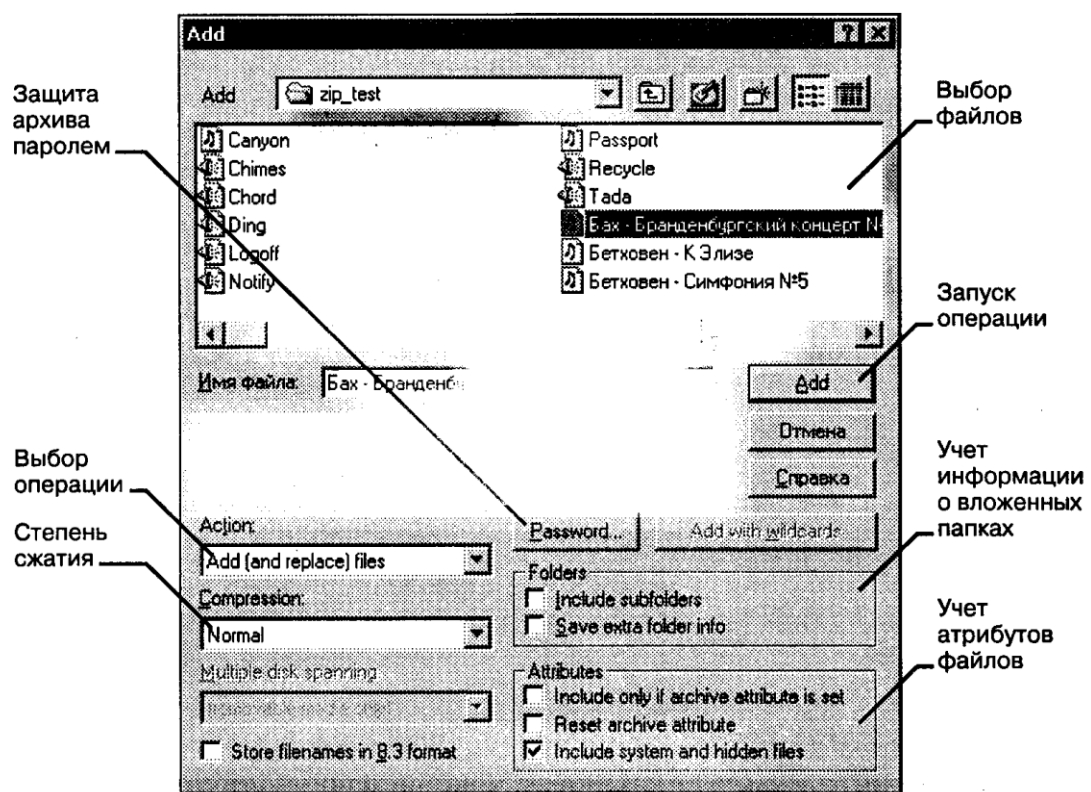 Add
Защита
архива
паролем
Add
zip_test
Выбор
файлов
Canyon
Chimes
Chord
Ding
Logoff
Notify
Passport
Recycle
Tada
Бах - Бранденбургский концерт N
Бетховен - К Элизе
Бетховен - Симфония №5
Запуск
операции
Имя файла:
Бах - Бранденбу
Add
Отмена
Справка
Выбор
операции
Степень
сжатия
Учет
информации
о вложенных
папках
Action:
Add (and replace) files
Password...
Add with wildcards
Compression:
Normal
Folders
Include subfolders
Save extra folder info
Учет
атрибутов
файлов
Multiple disk spanning
Store filenames in 8.3 format
Attributes
Include only if archive attribute is set
Reset archive attribute
Include system and hidden files